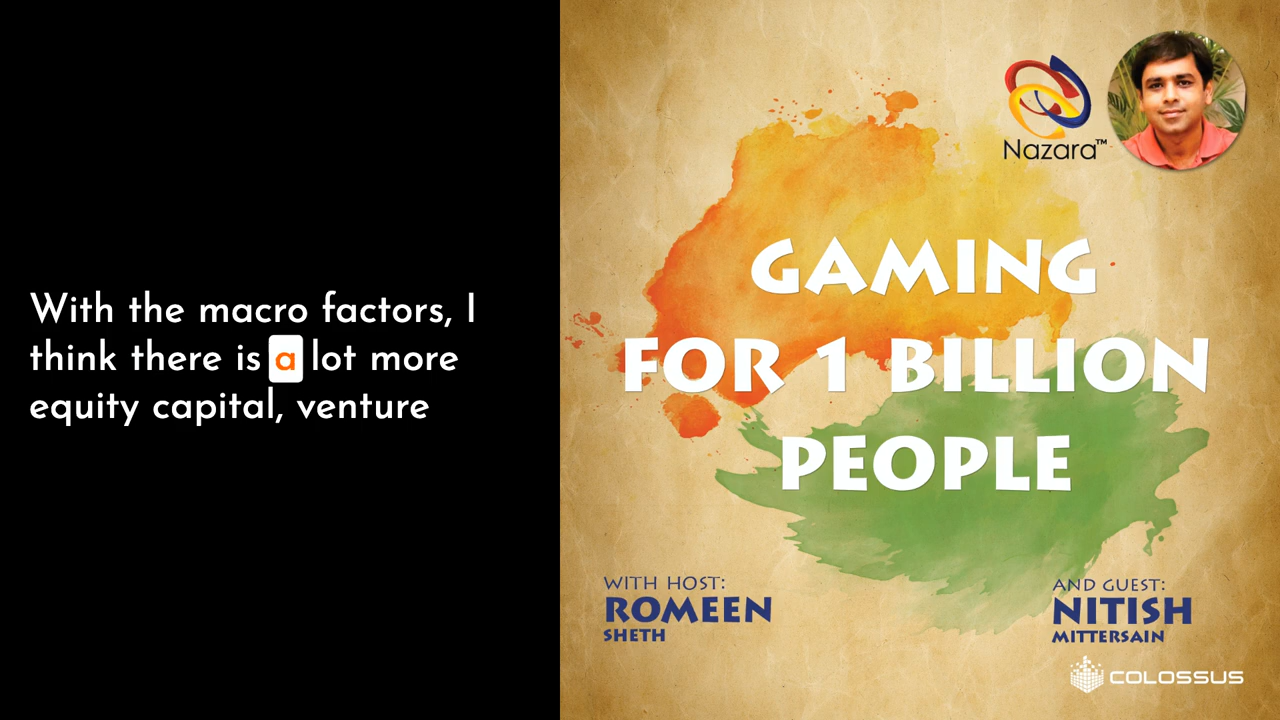 With the macro factors, I
think there is a lot more
equity capital, venture
Nazara™
GAMING
FOR 1 BILLION
PEOPLE
WITH HOST:
ROMEEN
SHETH
AND GUEST:
NITISH
MITTERSAIN
COLOSSUS